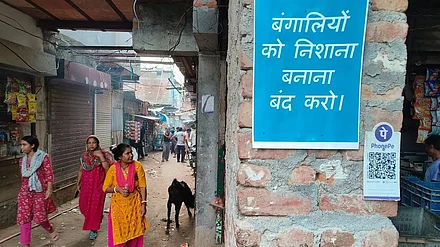 बंगालियों
को निशाना
बनाना
बंद करो।
पे
PhonePe